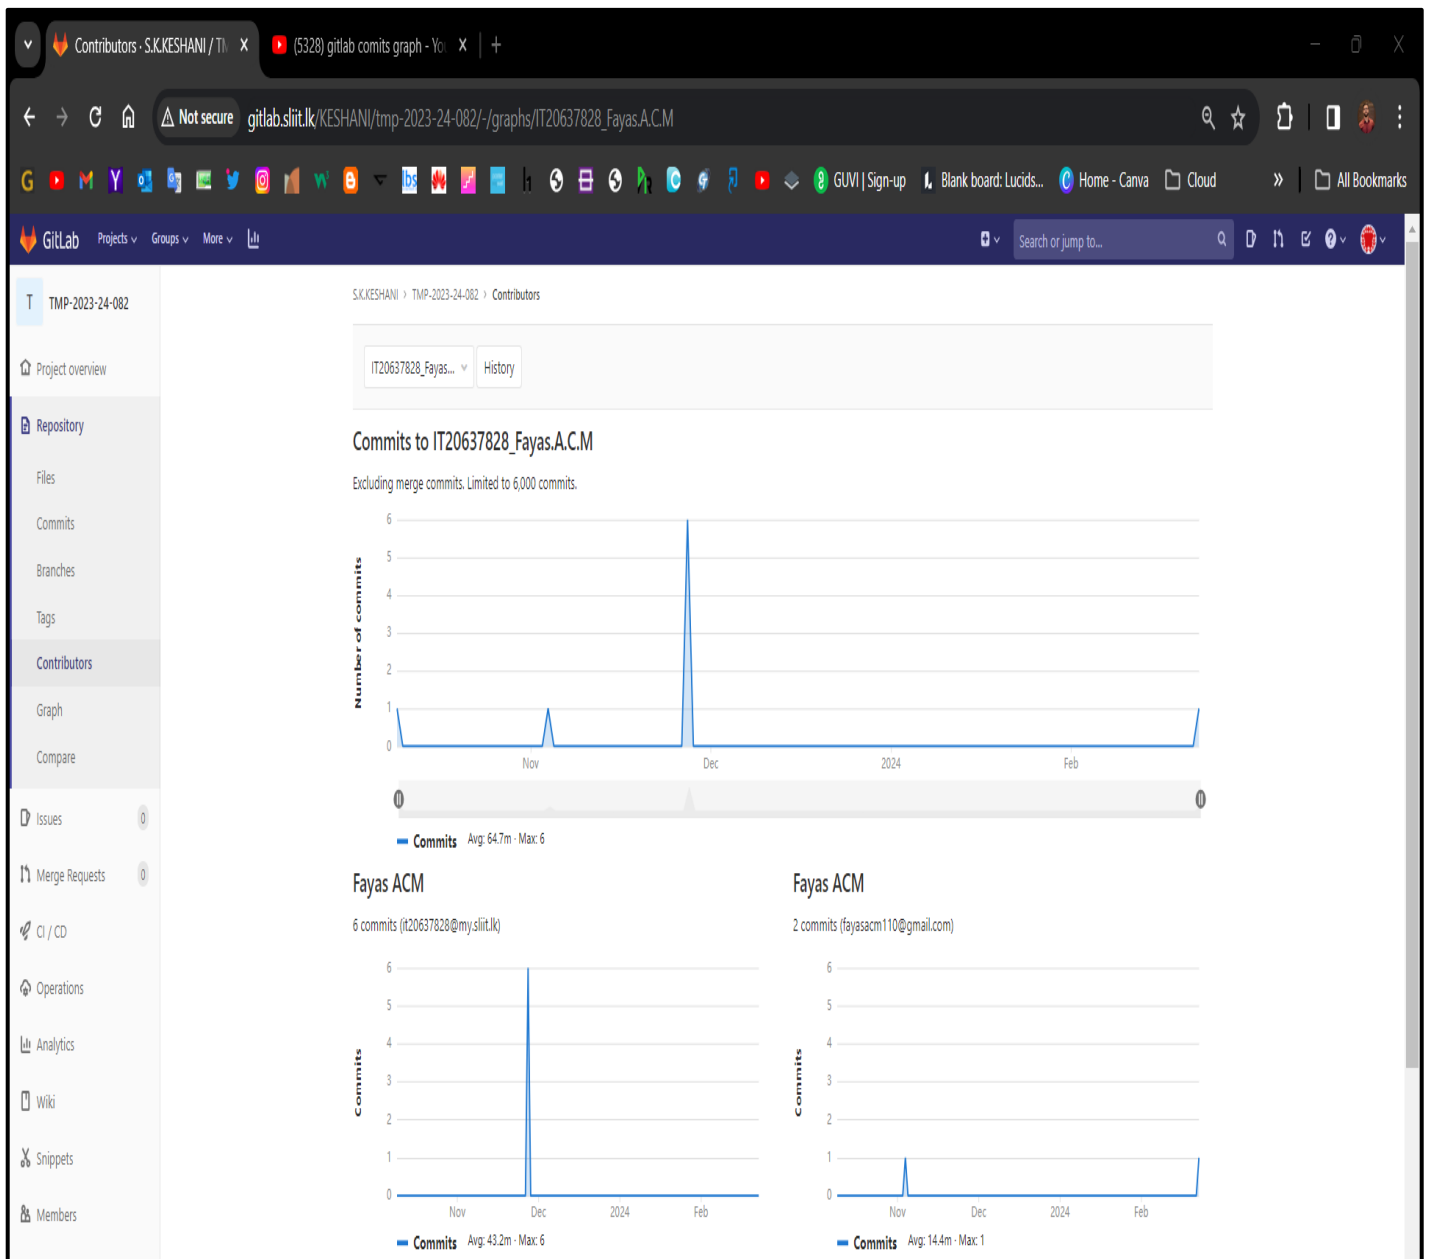 Contributors · S.K.KESHANI / TM
(5328) gitlab comits graph - Yo
Not secure gitlab.sliit.lk/KESHANI/tmp-2023-24-082/-/graphs/IT20637828_Fayas.A.C.M
GUVI | Sign-up Blank board: Lucids... Home - Canva Cloud All Bookmarks
GitLab Projects Groups More Search or jump to...
T TMP-2023-24-082
Project overview
Repository
Files
Commits
Branches
Tags
Contributors
Graph
Compare
Issues 0
Merge Requests 0
CI / CD
Operations
Analytics
Wiki
Snippets
Members
S.K.KESHANI > TMP-2023-24-082 > Contributors
IT20637828_Fayas... History
Commits to IT20637828_Fayas.A.C.M
Excluding merge commits. Limited to 6,000 commits.
Number of commits
6
5
4
3
2
1
0
Nov Dec 2024 Feb
Commits Avg: 64.7m · Max: 6
Fayas ACM
6 commits (it20637828@my.sliit.lk)
Commits
6
5
4
3
2
1
0
Nov Dec 2024 Feb
Commits Avg: 43.2m · Max: 6
Fayas ACM
2 commits (fayasacm110@gmail.com)
Commits
6
5
4
3
2
1
0
Nov Dec 2024 Feb
Commits Avg: 14.4m · Max: 1